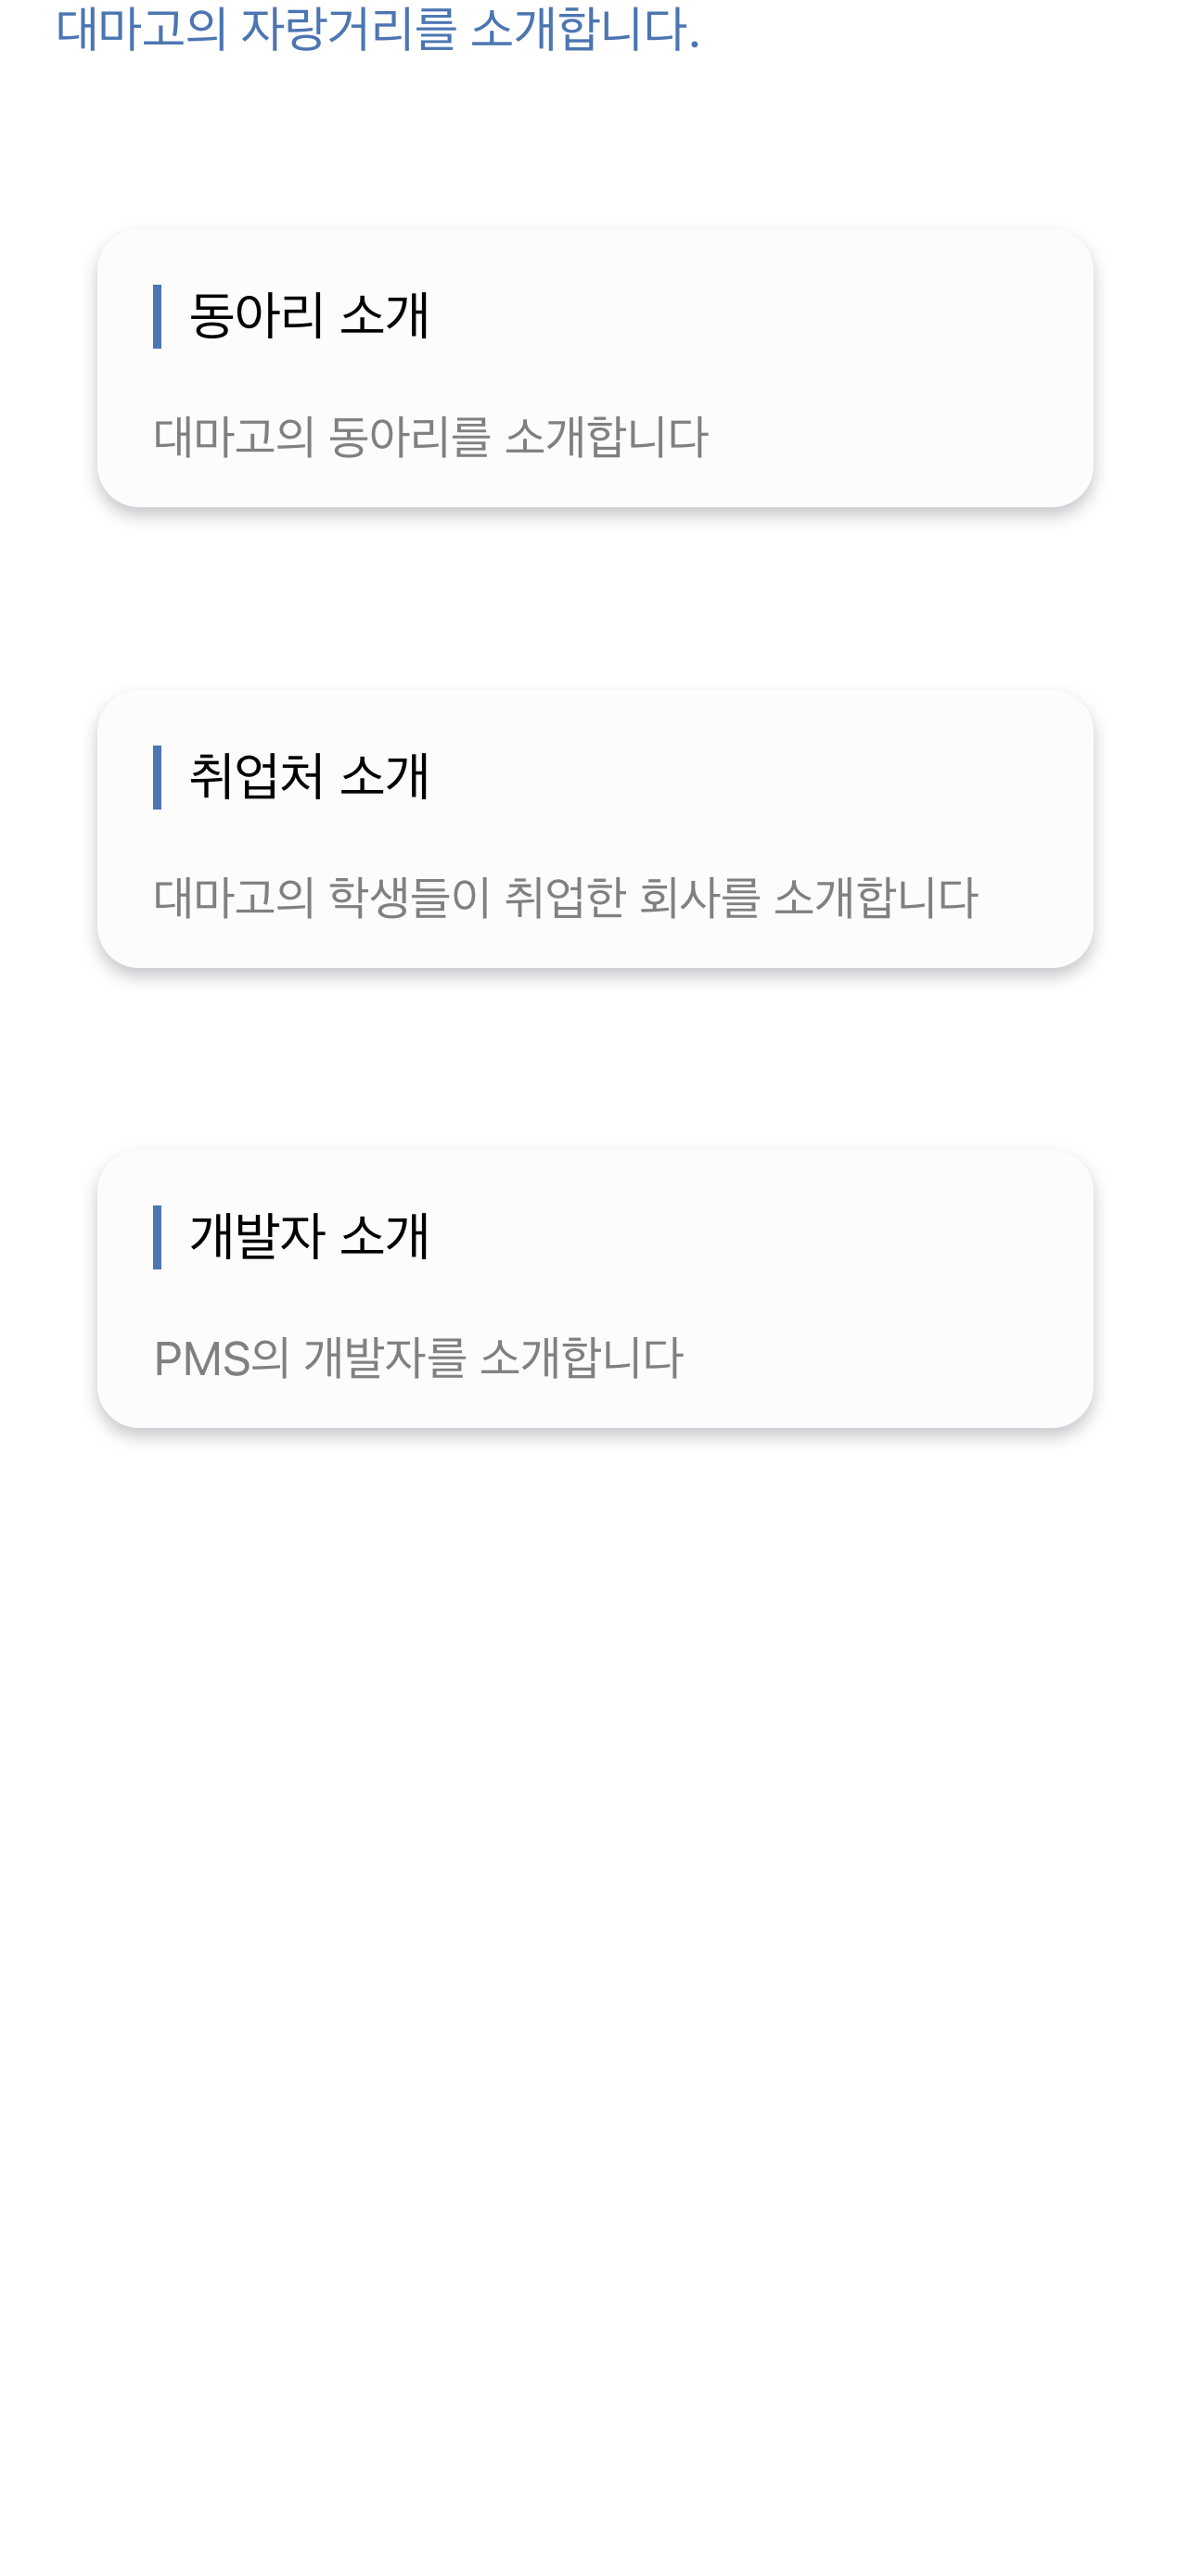 대마고의 자랑거리를 소개합니다.
동아리 소개
대마고의 동아리를 소개합니다
취업처 소개
대마고의 학생들이 취업한 회사를 소개합니다
개발자 소개
PMS의 개발자를 소개합니다